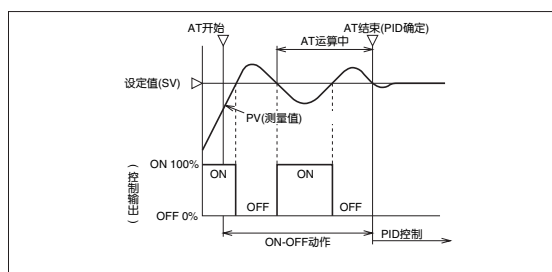 AT开始
AT结束(PID确定)
AT运算中
设定值(SV)
PV(测量值)
ON 100%
ON
ON
(控制输出)
OFF
OFF
OFF 0%
ON-OFF动作
PID控制